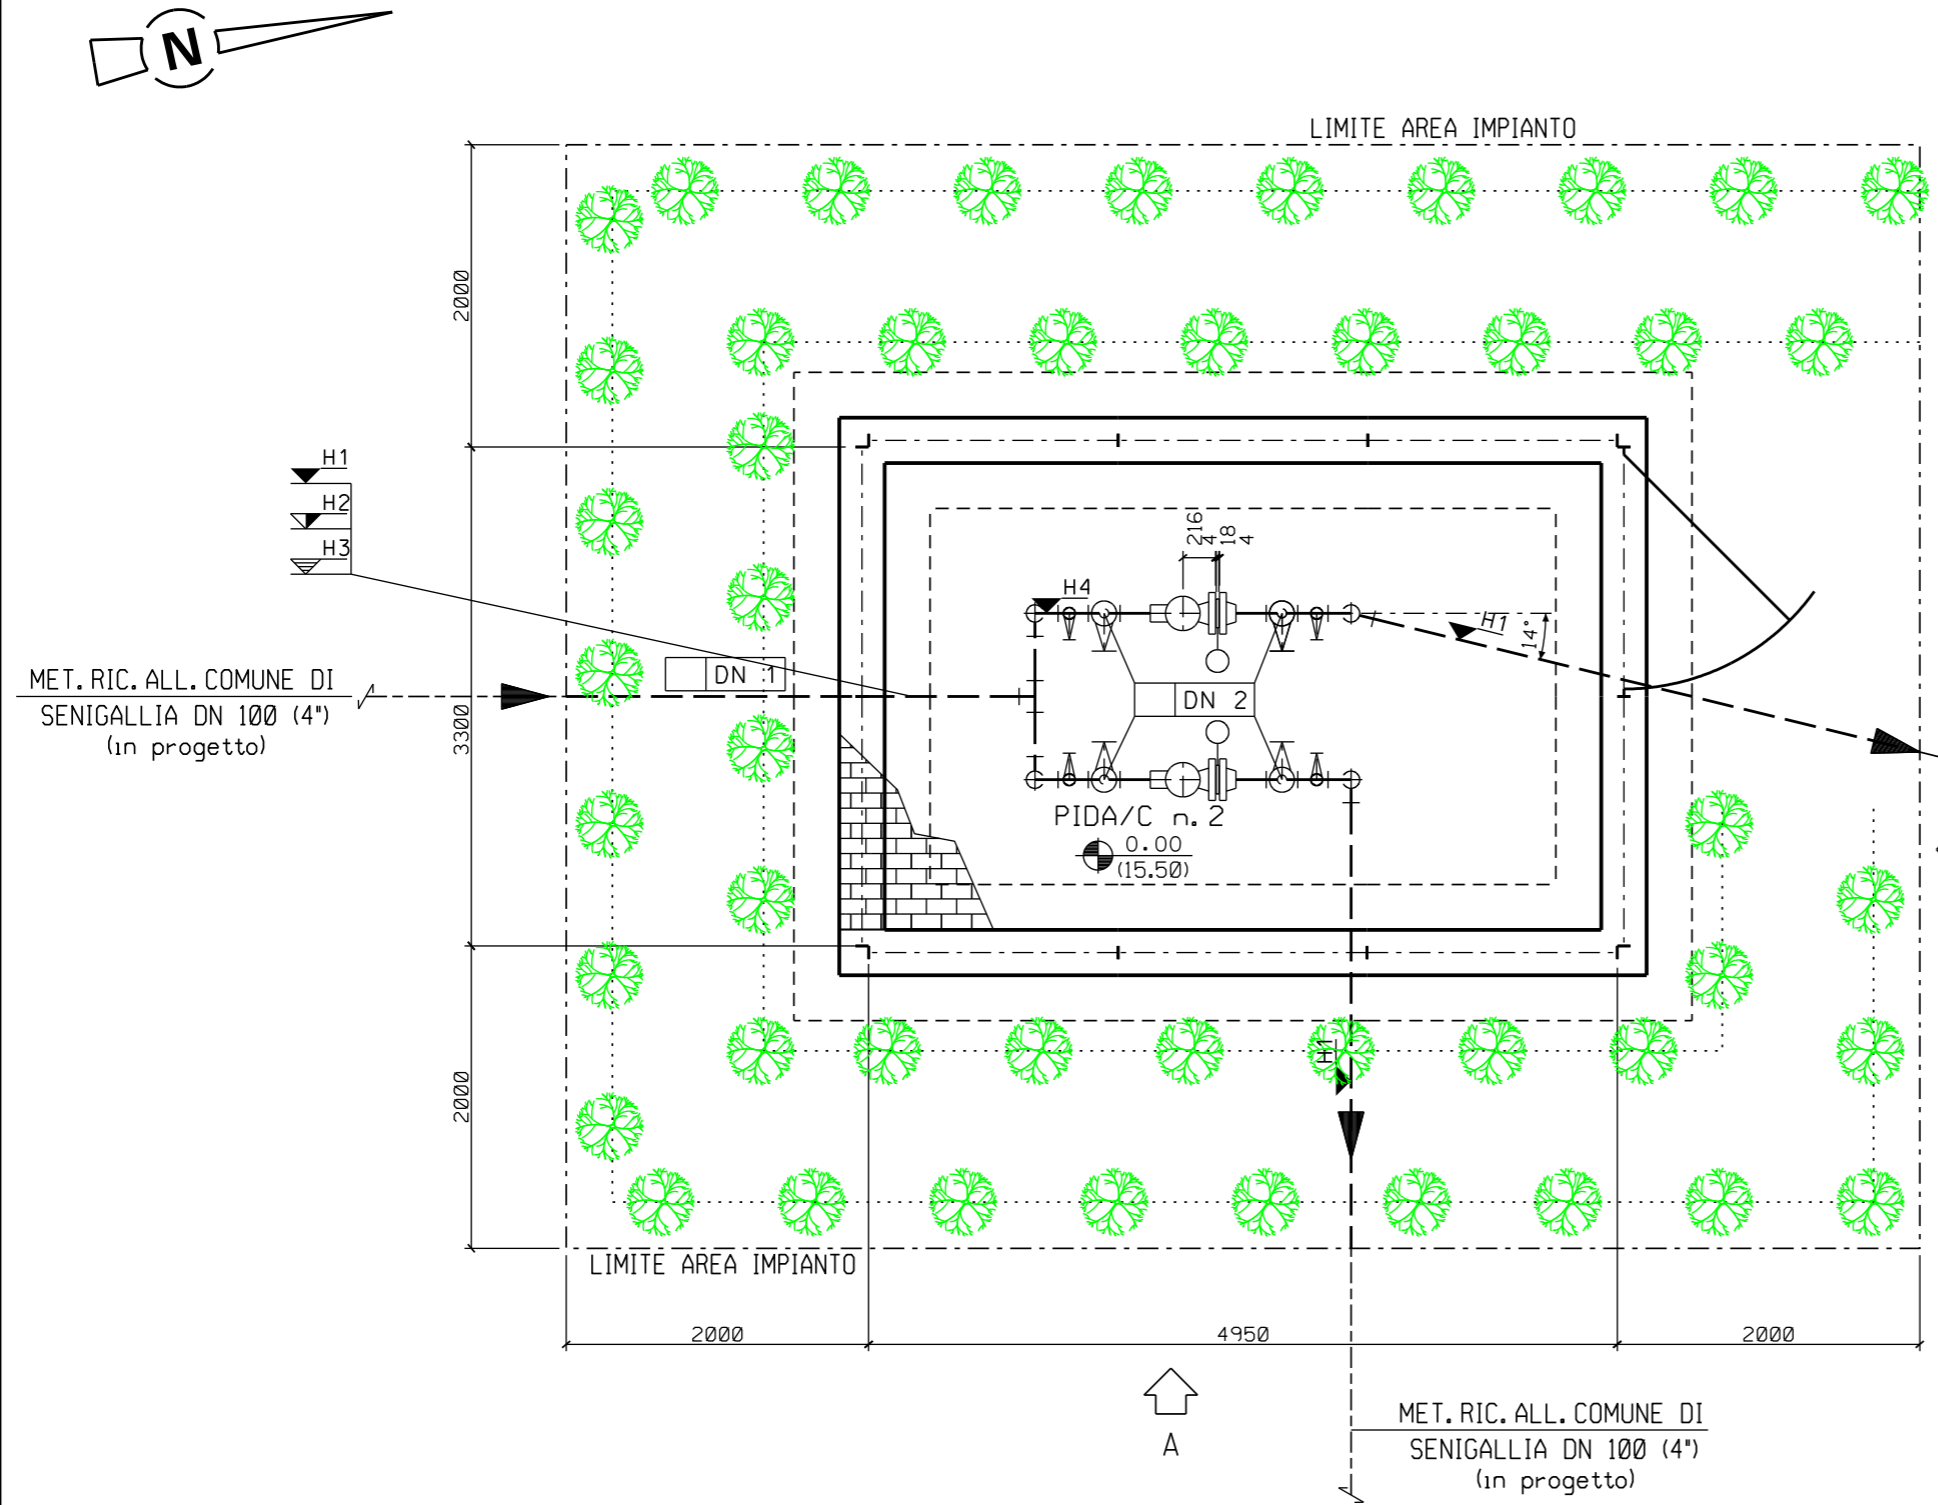 N
LIMITE AREA IMPIANTO
2000
H1
H2
H3
216
4
18
4
H4
H1
14°
MET.RIC.ALL.COMUNE DI
SENIGALLIA DN 100 (4")
(in progetto)
DN 1
DN 2
3300
PIDA/C n.2
0.00
(15.50)
H1
2000
LIMITE AREA IMPIANTO
2000
4950
2000
A
MET.RIC.ALL.COMUNE DI
SENIGALLIA DN 100 (4")
(in progetto)